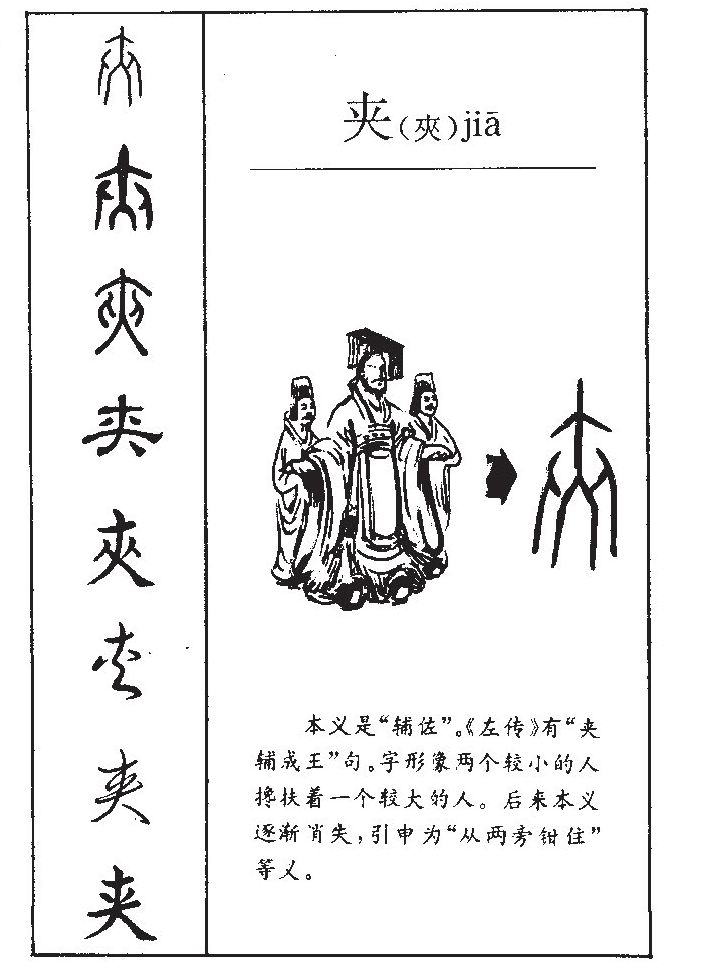 夹(夾)jiā
本义是“辅佐”。《左传》有“夹
辅成王”句。字形像两个较小的人
搀扶着一个较大的人。后来本义
逐渐消失,引申为“从两旁钳住”
等义。